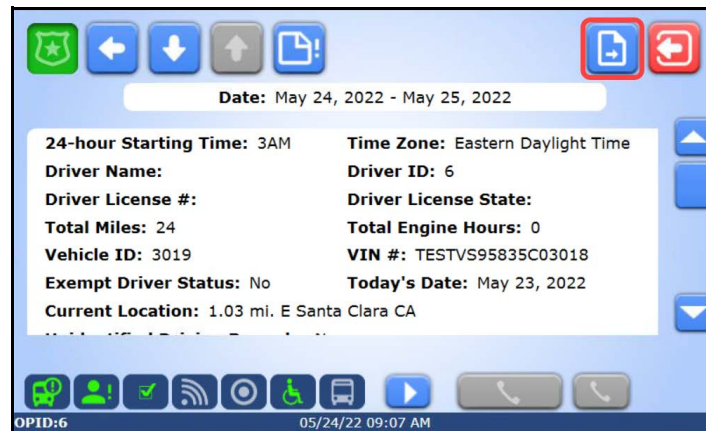 Date: May 24, 2022 - May 25, 2022
24-hour Starting Time: 3AM Time Zone: Eastern Daylight Time
Driver Name: Driver ID: 6
Driver License #: Driver License State:
Total Miles: 24 Total Engine Hours: 0
Vehicle ID: 3019 VIN #: TESTVS95835C03018
Exempt Driver Status: No Today's Date: May 23, 2022
Current Location: 1.03 mi. E Santa Clara CA
OPID:6 05/24/22 09:07 AM